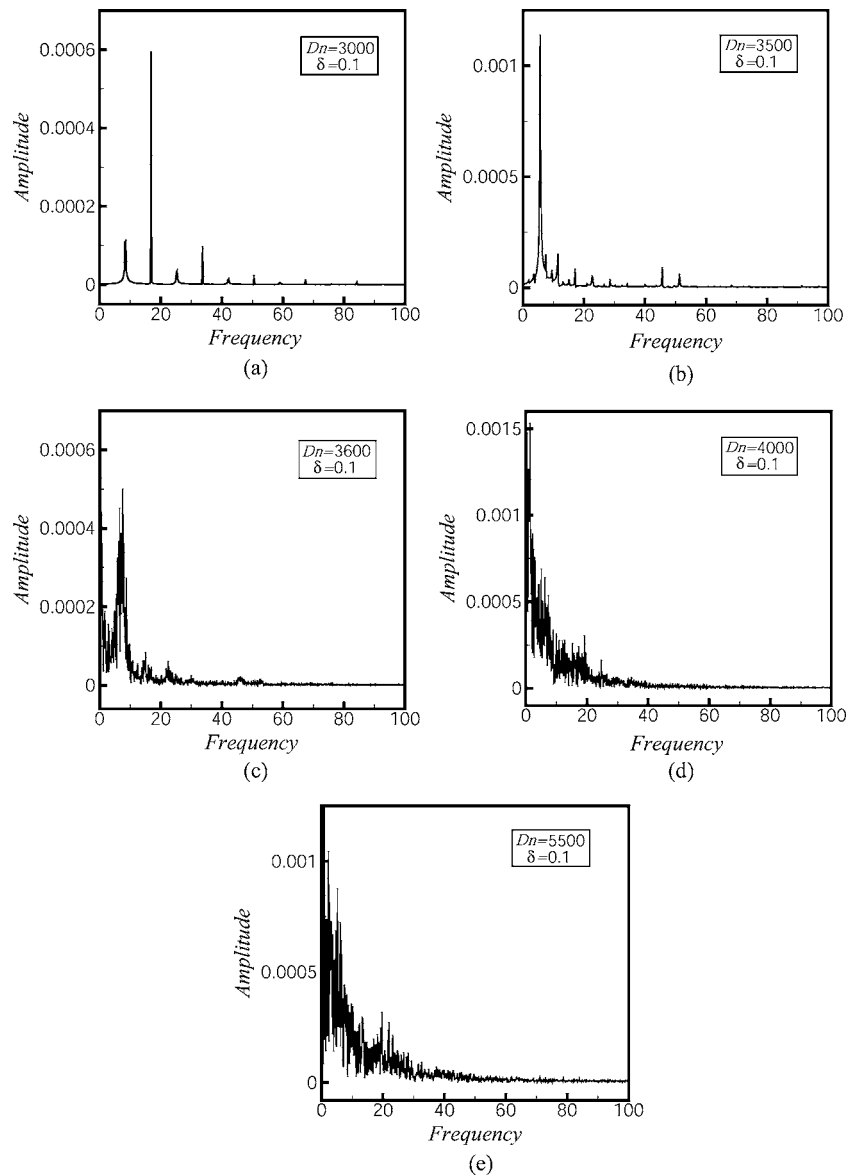 Dn=3000
δ=0.1
Amplitude
0.0006
0.0004
0.0002
0
0 20 40 60 80 100
Frequency
(a)
Dn=3500
δ=0.1
Amplitude
0.001
0.0005
0
0 20 40 60 80 100
Frequency
(b)
Dn=3600
δ=0.1
Amplitude
0.0006
0.0004
0.0002
0
0 20 40 60 80 100
Frequency
(c)
Dn=4000
δ=0.1
Amplitude
0.0015
0.001
0.0005
0
0 20 40 60 80 100
Frequency
(d)
Dn=5500
δ=0.1
Amplitude
0.001
0.0005
0
0 20 40 60 80 100
Frequency
(e)